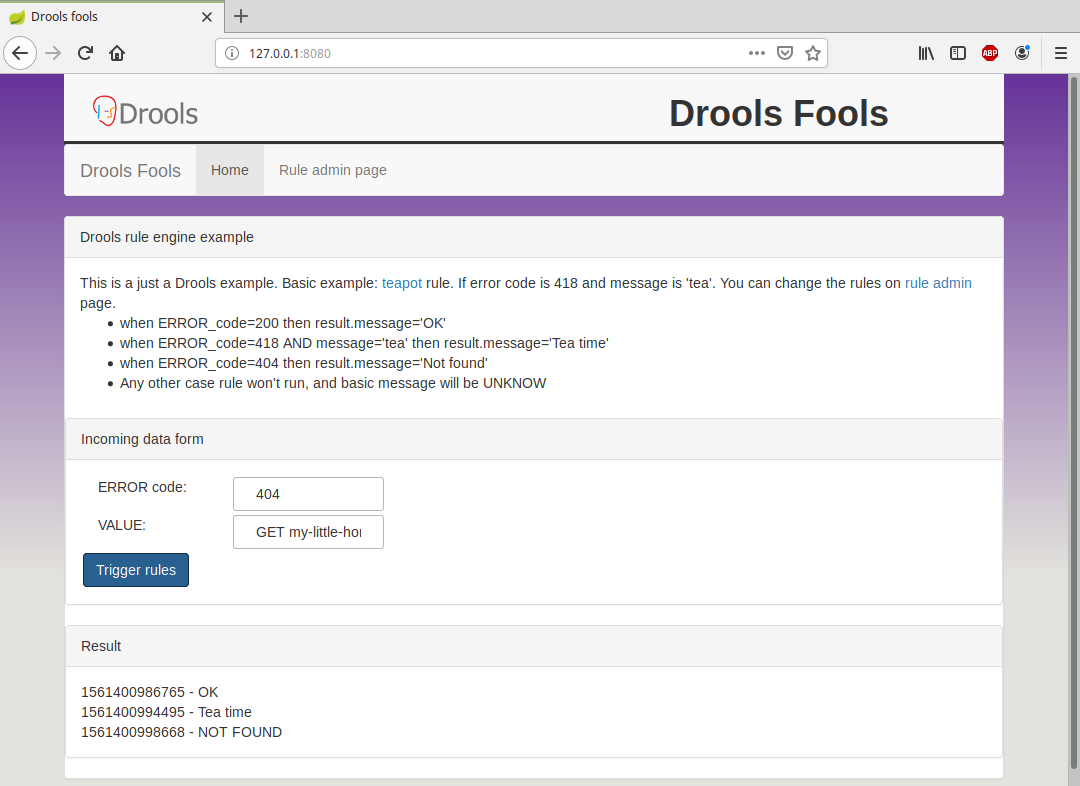 Drools fools
127.0.0.1:8080
ABP
Drools
Drools Fools
Drools Fools Home Rule admin page
Drools rule engine example
This is a just a Drools example. Basic example: teapot rule. If error code is 418 and message is 'tea'. You can change the rules on rule admin
page.
• when ERROR_code=200 then result.message='OK'
• when ERROR_code=418 AND message='tea' then result.message='Tea time'
• when ERROR_code=404 then result.message='Not found'
• Any other case rule won't run, and basic message will be UNKNOW
Incoming data form
ERROR code: 404
VALUE: GET my-little-hor
Trigger rules
Result
1561400986765 - OK
1561400994495 - Tea time
1561400998668 - NOT FOUND